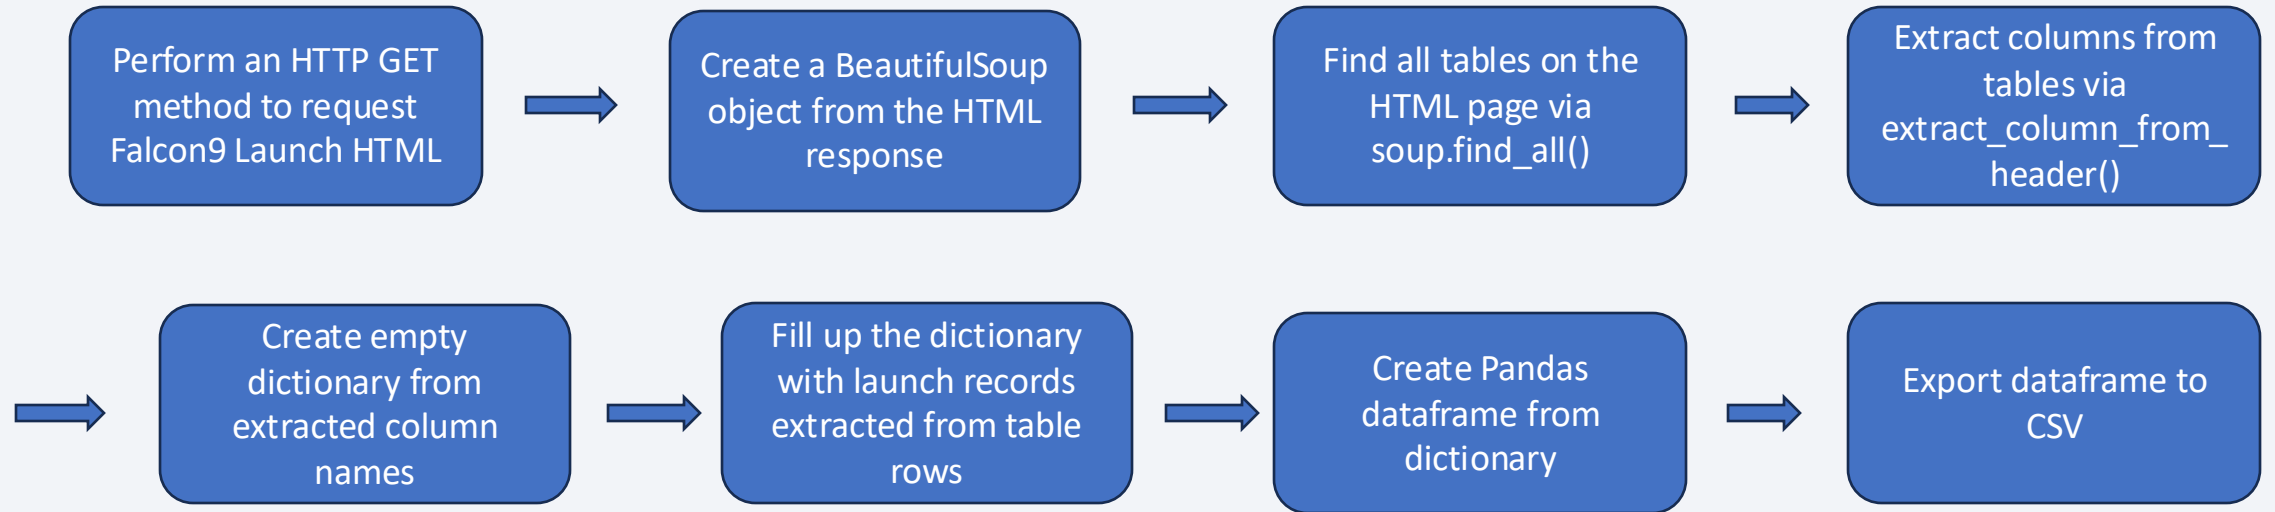 Perform an HTTP GET
method to request
Falcon9 Launch HTML
Create a BeautifulSoup
object from the HTML
response
Find all tables on the
HTML page via
soup.find_all()
Extract columns from
tables via
extract_column_from_
header()
Create empty
dictionary from
extracted column
names
Fill up the dictionary
with launch records
extracted from table
rows
Create Pandas
dataframe from
dictionary
Export dataframe to
CSV